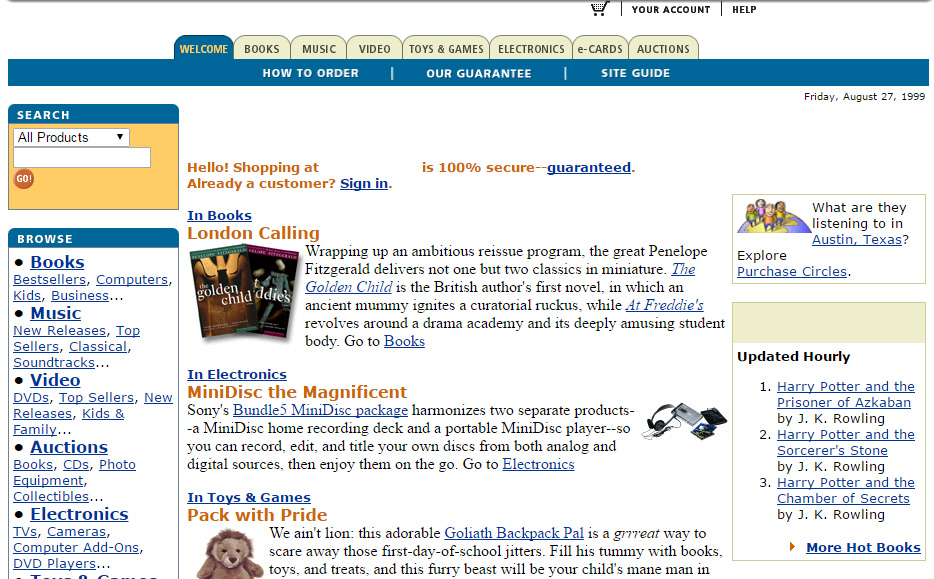 YOUR ACCOUNT HELP
WELCOME BOOKS MUSIC VIDEO TOYS & GAMES ELECTRONICS e-CARDS AUCTIONS
HOW TO ORDER | OUR GUARANTEE | SITE GUIDE
Friday, August 27, 1999
SEARCH
All Products
GO!
BROWSE
• Books
Bestsellers, Computers,
Kids, Business...
• Music
New Releases, Top
Sellers, Classical,
Soundtracks...
• Video
DVDs, Top Sellers, New
Releases, Kids &
Family...
• Auctions
Books, CDs, Photo
Equipment,
Collectibles...
• Electronics
TVs, Cameras,
Computer Add-Ons,
DVD Players...
• Toys & Games
Hello! Shopping at is 100% secure--guaranteed.
Already a customer? Sign in.
In Books
London Calling
the golden child
Wrapping up an ambitious reissue program, the great Penelope
Fitzgerald delivers not one but two classics in miniature. The
Golden Child is the British author's first novel, in which an
ancient mummy ignites a curatorial ruckus, while At Freddie's
revolves around a drama academy and its deeply amusing student
body. Go to Books
In Electronics
MiniDisc the Magnificent
Sony's Bundle5 MiniDisc package harmonizes two separate products-
-a MiniDisc home recording deck and a portable MiniDisc player--so
you can record, edit, and title your own discs from both analog and
digital sources, then enjoy them on the go. Go to Electronics
In Toys & Games
Pack with Pride
We ain't lion: this adorable Goliath Backpack Pal is a grrreat way to
scare away those first-day-of-school jitters. Fill his tummy with books,
toys, and treats, and this furry beast will be your child's mane man in
What are they
listening to in
Austin, Texas?
Explore
Purchase Circles.
Updated Hourly
1. Harry Potter and the
Prisoner of Azkaban
by J. K. Rowling
2. Harry Potter and the
Sorcerer's Stone
by J. K. Rowling
3. Harry Potter and the
Chamber of Secrets
by J. K. Rowling
More Hot Books